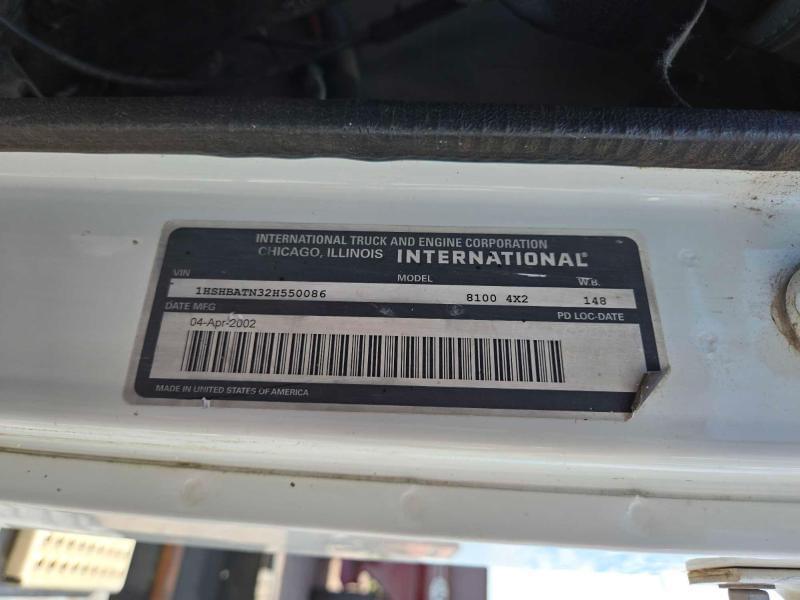 INTERNATIONAL TRUCK AND ENGINE CORPORATION
CHICAGO, ILLINOIS INTERNATIONAL®
VIN MODEL W.B.
1HSHBATN32H550086 8100 4X2 148
DATE MFG PD LOC-DATE
04-Apr-2002
MADE IN UNITED STATES OF AMERICA